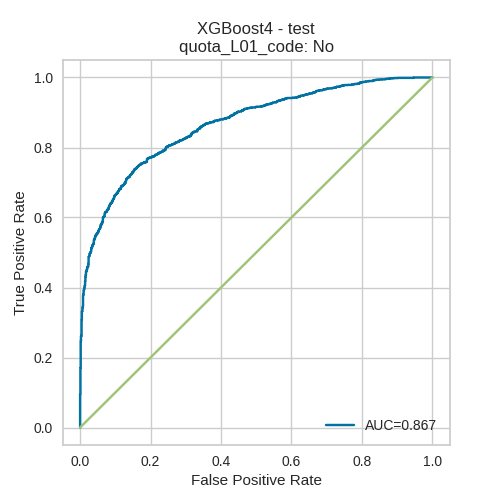 XGBoost4 - test
quota_L01_code: No
True Positive Rate
1.0
0.8
0.6
0.4
0.2
0.0
AUC=0.867
0.0 0.2 0.4 0.6 0.8 1.0
False Positive Rate